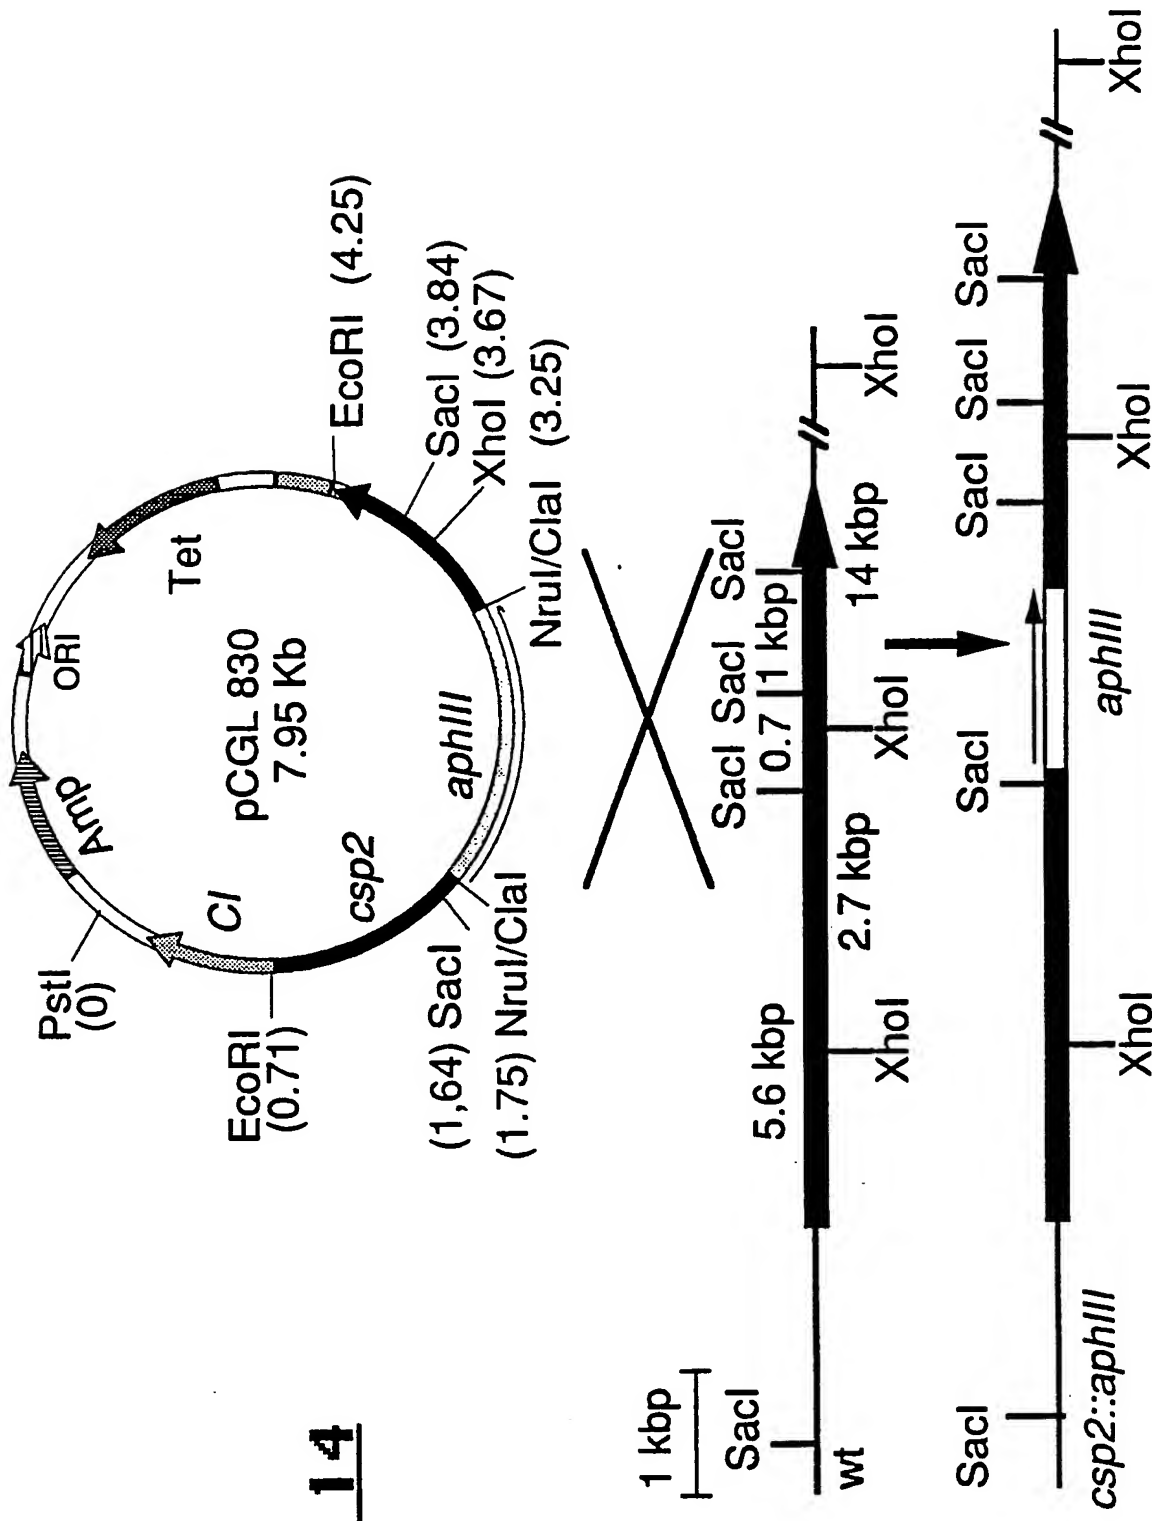 14
PstI
(0)
Amp
ORI
Tet
CI
pCGL 830
7.95 Kb
EcoRI
(0.71)
EcoRI (4.25)
csp2
aphIII
SacI (3.84)
XhoI (3.67)
(1,64) SacI
(1.75) NruI/ClaI
NruI/ClaI (3.25)
1 kbp
SacI
SacI
SacI
SacI
5.6 kbp
0.7
1 kbp
wt
XhoI
2.7 kbp
XhoI
14 kbp
XhoI
SacI
SacI
SacI
SacI
SacI
csp2::aphIII
XhoI
aphIII
XhoI
XhoI